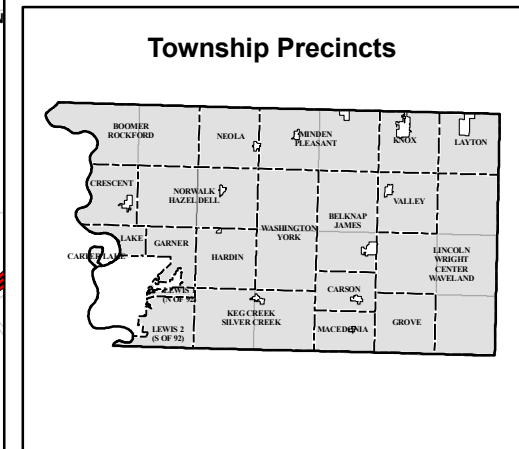 Township Precincts
BOOMER
ROCKFORD
NEOLA
MINDEN
PLEASANT
KNOX
LAYTON
CRESCENT
NORWALK
HAZEL DELL
VALLEY
BELKNAP
JAMES
WASHINGTON
YORK
LAKE
GARNER
CARTER LAKE
HARDIN
LINCOLN
WRIGHT
CENTER
WAVELAND
CARSON
LEWIS
(N OF 92)
KEG CREEK
SILVER CREEK
LEWIS 2
(S OF 92)
MACEDONIA
GROVE